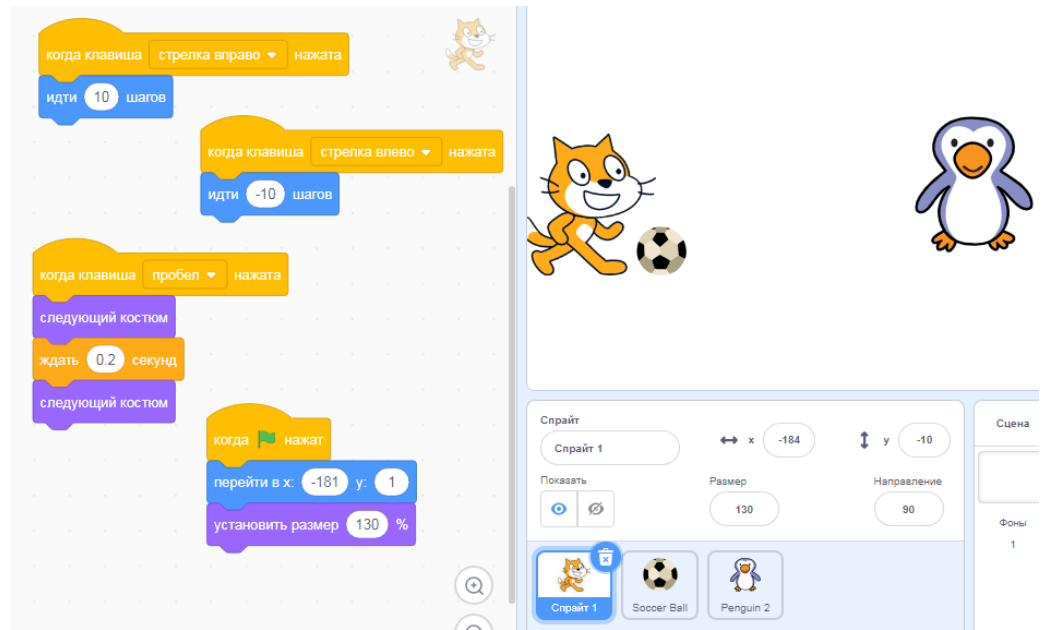 когда клавиша стрелка вправо нажата
идти 10 шагов
когда клавиша стрелка влево нажата
идти -10 шагов
когда клавиша пробел нажата
следующий костюм
ждать 0.2 секунд
следующий костюм
когда нажат
перейти в x: -181 y: 1
установить размер 130 %
Спрайт
Спрайт 1
x -184
y -10
Показать
Размер
130
Направление
90
Спрайт 1
Soccer Ball
Penguin 2
Сцена
Фоны
1